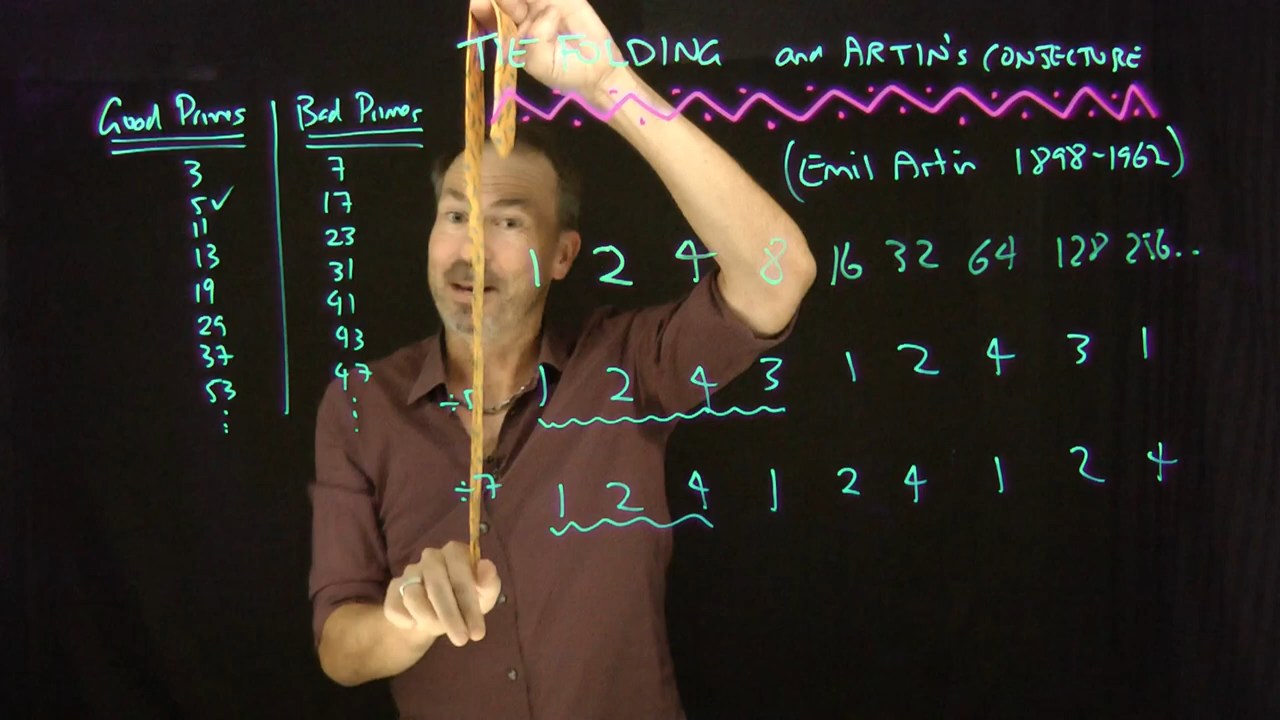 TIE FOLDING and ARTIN'S CONJECTURE
(Emil Artin 1898-1962)
Good Primes
3
5✓
11
13
19
29
37
53
⋮
Bad Primes
7
17
23
31
41
43
47
⋮
1 2 4 8 16 32 64 128 256...
÷5 1 2 4 3 1 2 4 3 1
÷7 1 2 4 1 2 4 1 2 4